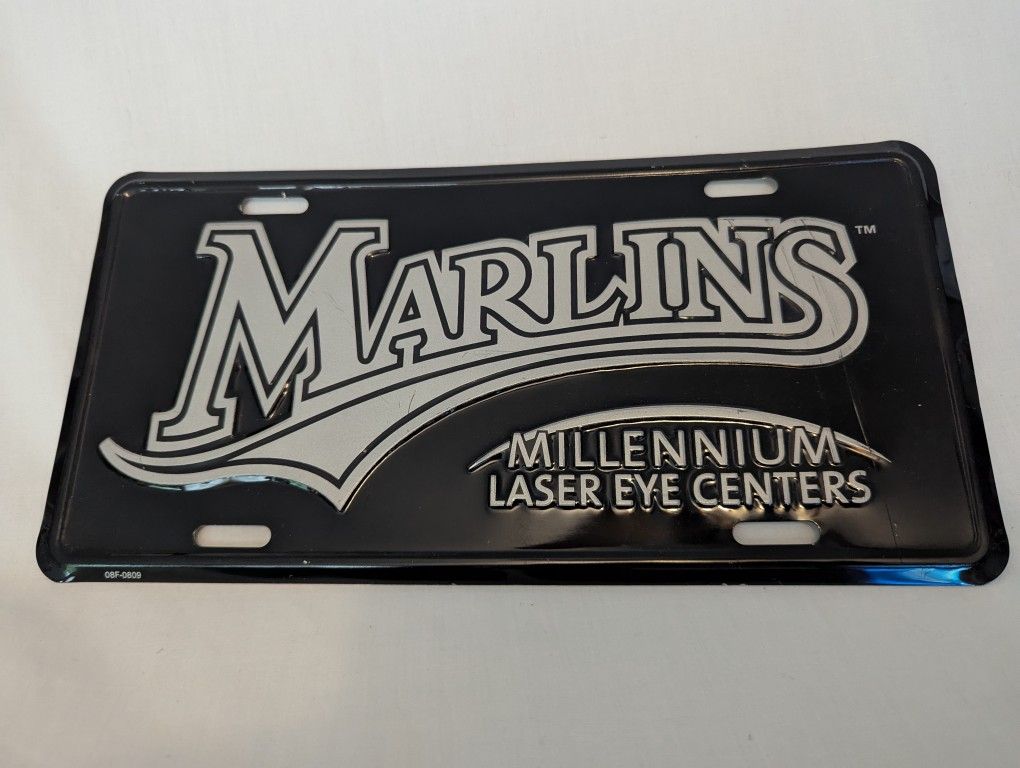 MARLINS™
MILLENNIUM
LASER EYE CENTERS
08F-0809